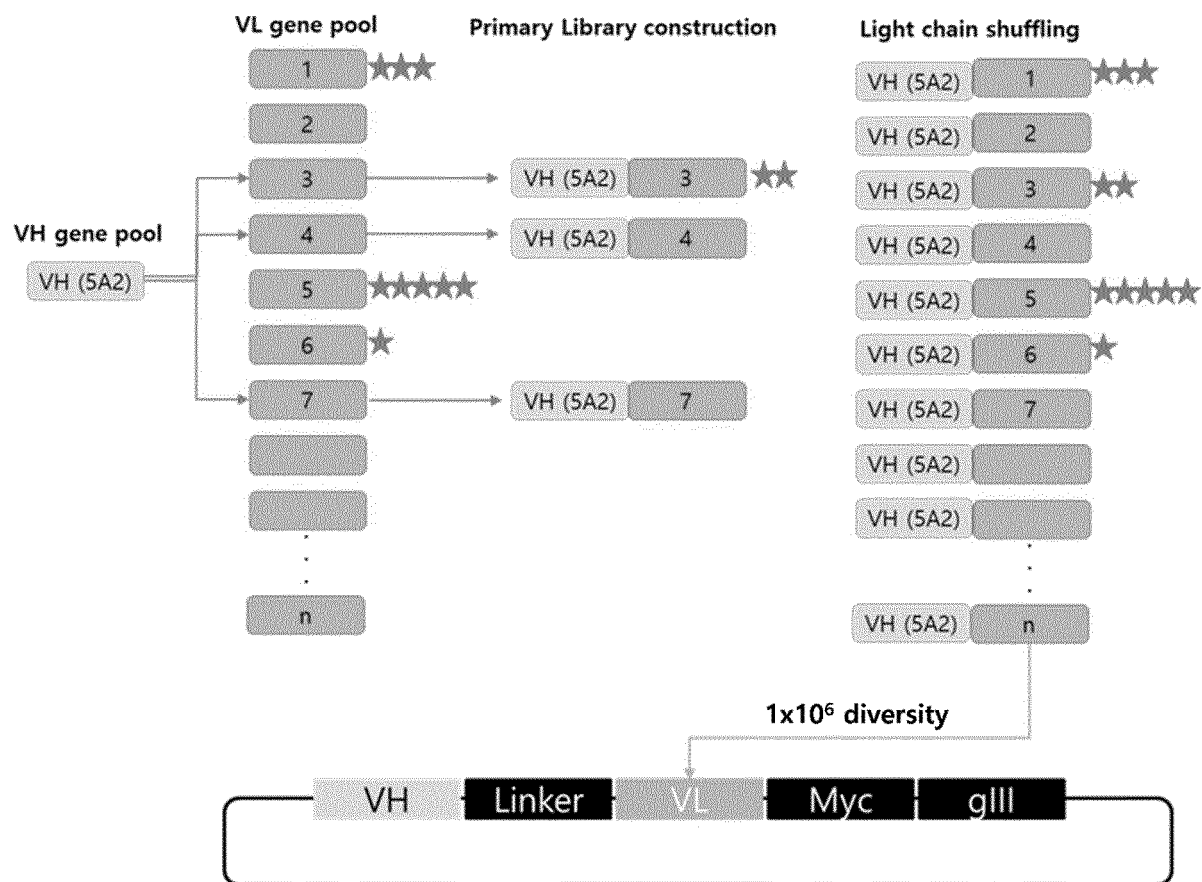 VL gene pool
Primary Library construction
Light chain shuffling
VH gene pool
VH (5A2)
1
2
3
4
5
6
7
n
VH (5A2) 3
VH (5A2) 4
VH (5A2) 7
VH (5A2) 1
VH (5A2) 2
VH (5A2) 3
VH (5A2) 4
VH (5A2) 5
VH (5A2) 6
VH (5A2) 7
VH (5A2)
VH (5A2)
VH (5A2) n
1x10⁶ diversity
VH Linker VL Myc gIII